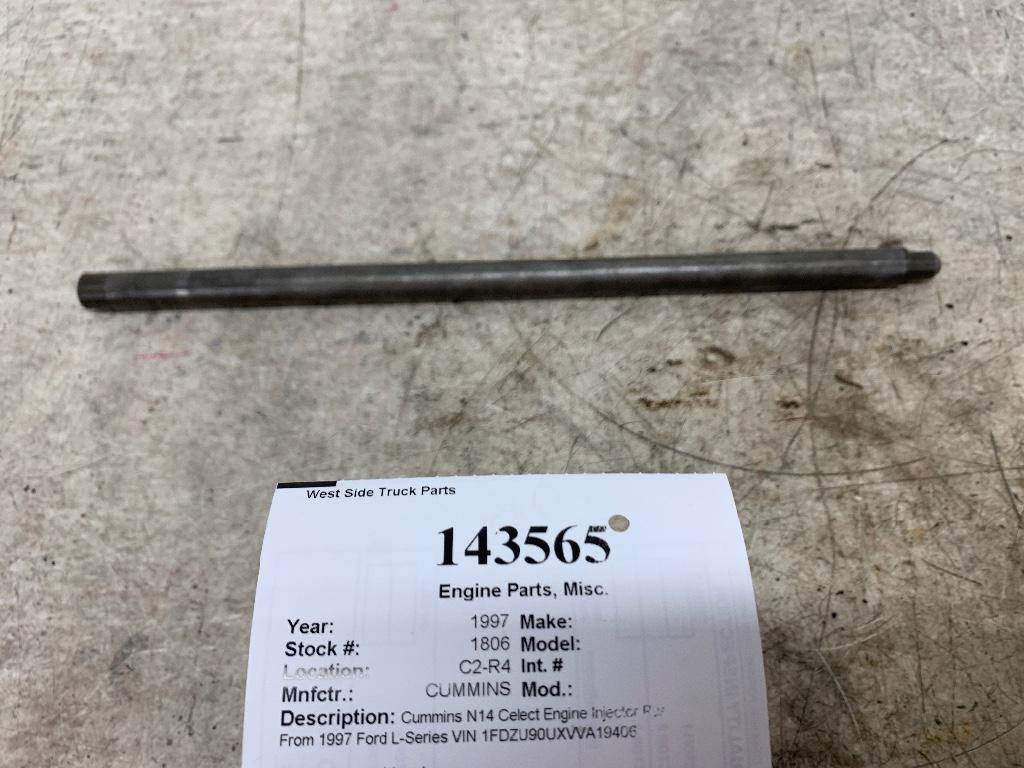 West Side Truck Parts
143565
Engine Parts, Misc.
Year: 1997 Make:
Stock #: 1806 Model:
Location: C2-R4 Int. #
Mnfctr.: CUMMINS Mod.:
Description: Cummins N14 Celect Engine Injector
From 1997 Ford L-Series VIN 1FDZU90UXVVA19406